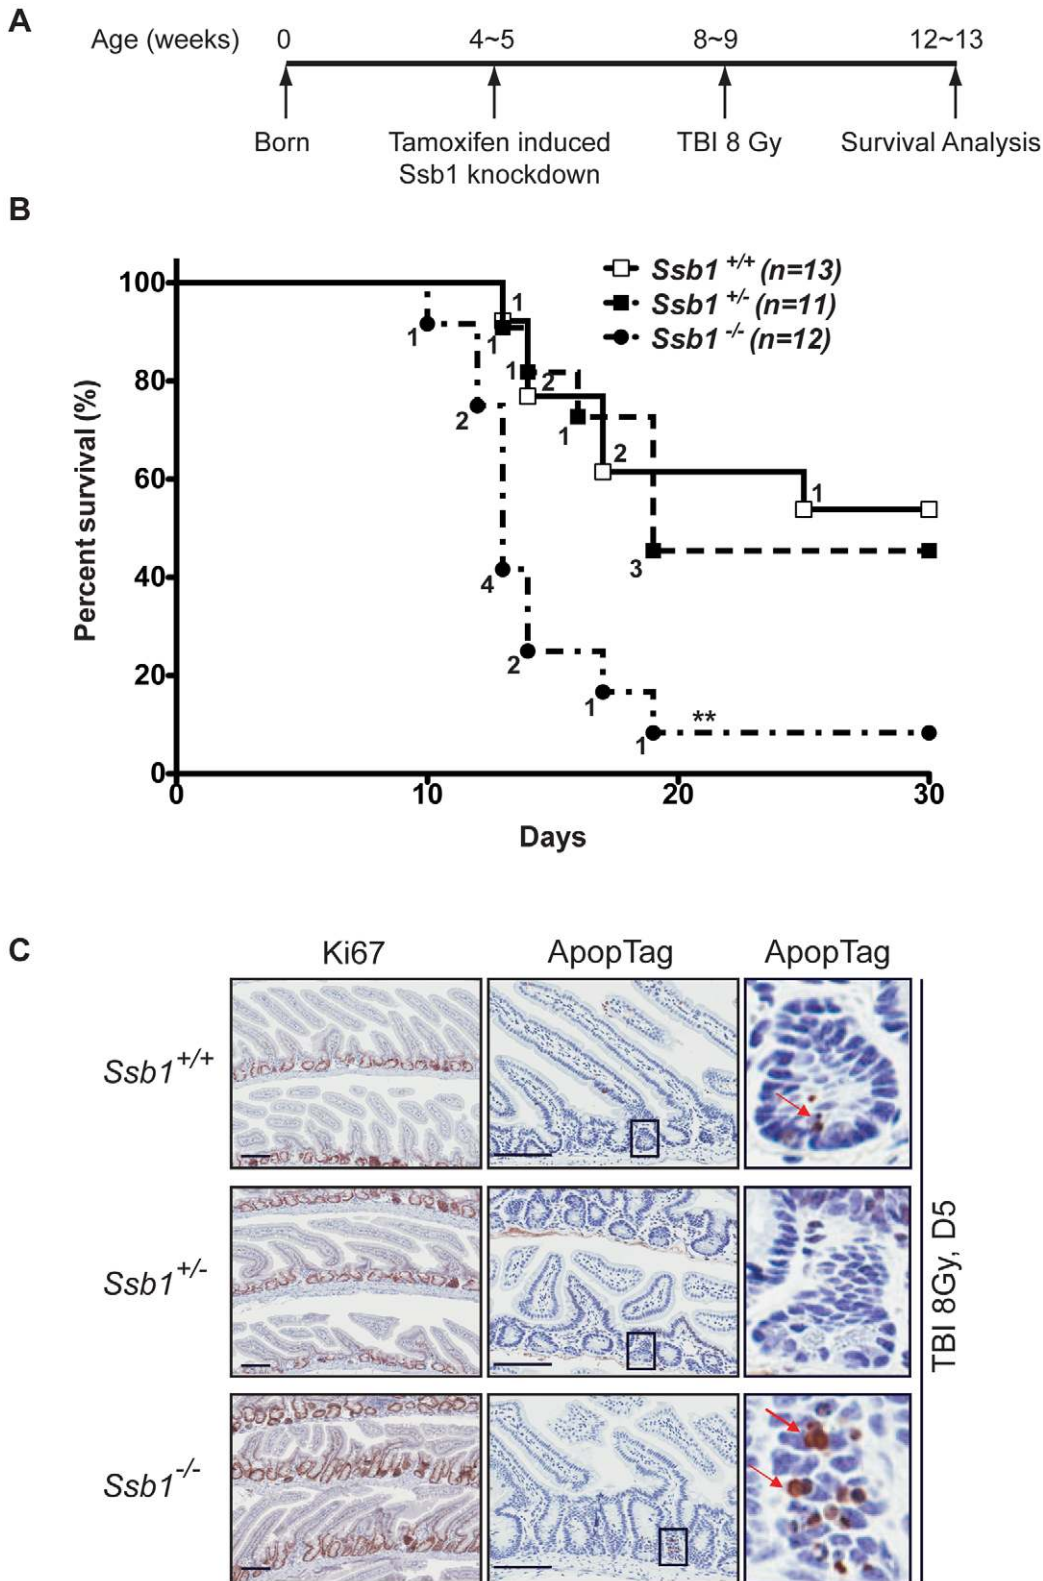 A
Age (weeks) 0 4~5 8~9 12~13
Born Tamoxifen induced TBI 8 Gy Survival Analysis
Ssb1 knockdown
B
Percent survival (%)
100
80
60
40
20
0
0 10 20 30
Days
Ssb1 +/+ (n=13)
Ssb1 +/- (n=11)
Ssb1 -/- (n=12)
1
2
2
1
1
1
1
3
1
2
4
2
1
1
**
C
Ki67 ApopTag ApopTag
Ssb1+/+
Ssb1+/-
Ssb1-/-
TBI 8Gy, D5